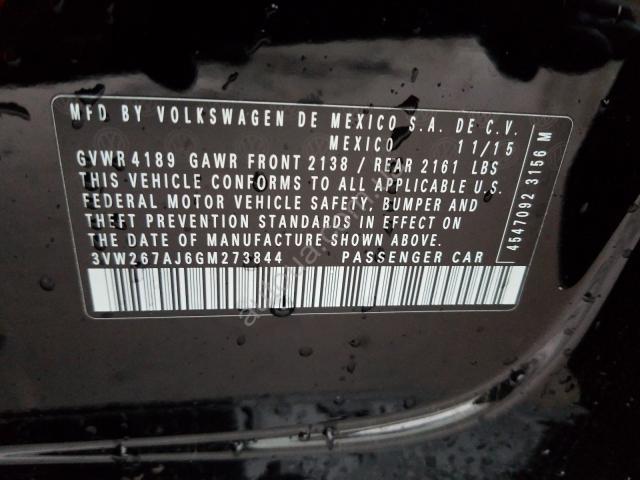 MFD BY VOLKSWAGEN DE MEXICO S.A. DE C.V.
MEXICO 11/15
GVWR 4189 GAWR FRONT 2138 / REAR 2161 LBS
THIS VEHICLE CONFORMS TO ALL APPLICABLE U.S.
FEDERAL MOTOR VEHICLE SAFETY, BUMPER AND
THEFT PREVENTION STANDARDS IN EFFECT ON
THE DATE OF MANUFACTURE SHOWN ABOVE.
3VW267AJ6GM273844 PASSENGER CAR
4547092 3156 M